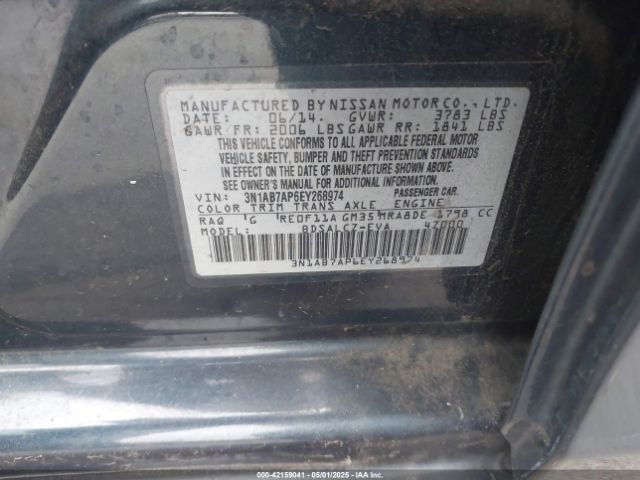 MANUFACTURED BY NISSAN MOTOR CO., LTD.
DATE: 06/14. GVWR: 3783 LBS
GAWR FR: 2006 LBS GAWR RR: 1841 LBS
THIS VEHICLE CONFORMS TO ALL APPLICABLE FEDERAL MOTOR
VEHICLE SAFETY, BUMPER AND THEFT PREVENTION STANDARDS
IN EFFECT ON THE DATE OF MANUFACTURE SHOWN ABOVE.
SEE OWNER'S MANUAL FOR ADDITIONAL INFORMATION.
VIN: 3N1AB7AP6EY268974 PASSENGER CAR.
COLOR TRIM TRANS AXLE ENGINE
RAQ G RE0F11A GM35 MRA8DE 1798 CC
MODEL: BDSALCZ-EVA 47000
3N1AB7AP6EY268974
000-42159041 - 05/01/2025 - IAAI.COM